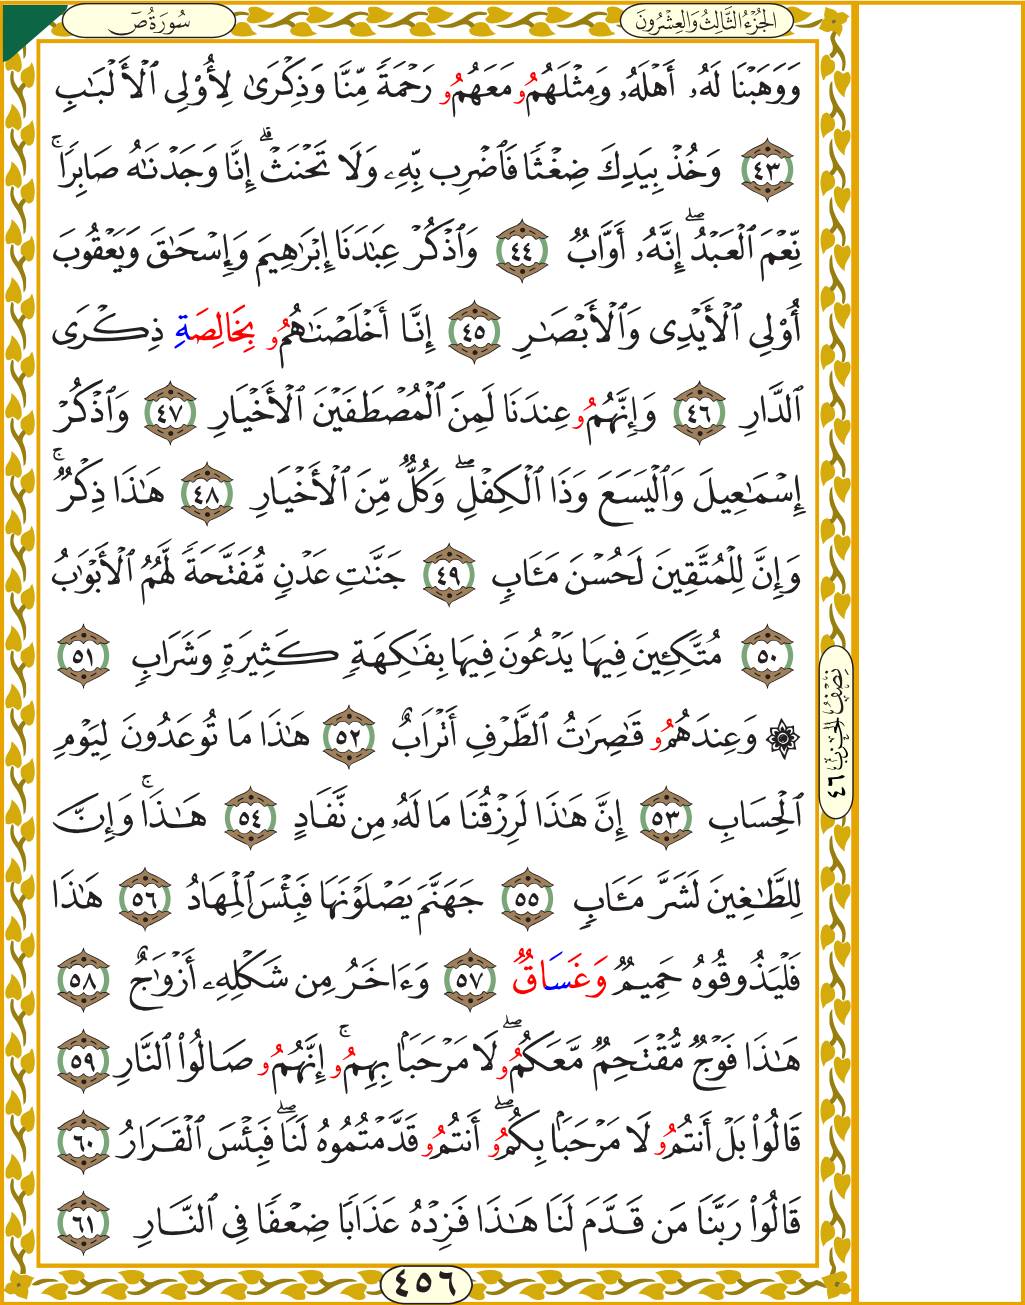 سُورَةُ صٓ
الجُزْءُ الثَّالِثُ وَالعِشْرُونَ
وَوَهَبْنَا لَهُۥ أَهْلَهُۥ وَمِثْلَهُمُۥ مَعَهُمُۥ رَحْمَةً مِّنَّا وَذِكْرَىٰ لِأُوْلِى ٱلْأَلْبَٰبِ
٤٣ وَخُذْ بِيَدِكَ ضِغْثًا فَٱضْرِب بِّهِۦ وَلَا تَحْنَثْ ۗ إِنَّا وَجَدْنَٰهُ صَابِرًا ۚ
نِّعْمَ ٱلْعَبْدُ ۖ إِنَّهُۥٓ أَوَّابٌ ٤٤ وَٱذْكُرْ عِبَٰدَنَا إِبْرَٰهِيمَ وَإِسْحَٰقَ وَيَعْقُوبَ
أُوْلِى ٱلْأَيْدِى وَٱلْأَبْصَٰرِ ٤٥ إِنَّا أَخْلَصْنَٰهُمُۥ بِخَالِصَةِ ذِكْرَى
ٱلدَّارِ ٤٦ وَإِنَّهُمُۥ عِندَنَا لَمِنَ ٱلْمُصْطَفَيْنَ ٱلْأَخْيَارِ ٤٧ وَٱذْكُرْ
إِسْمَٰعِيلَ وَٱلْيَسَعَ وَذَا ٱلْكِفْلِ ۖ وَكُلٌّ مِّنَ ٱلْأَخْيَارِ ٤٨ هَٰذَا ذِكْرٌ ۚ
وَإِنَّ لِلْمُتَّقِينَ لَحُسْنَ مَـَٔابٍ ٤٩ جَنَّٰتِ عَدْنٍ مُّفَتَّحَةً لَّهُمُ ٱلْأَبْوَٰبُ
٥٠ مُتَّكِـِٔينَ فِيهَا يَدْعُونَ فِيهَا بِفَٰكِهَةٍ كَثِيرَةٍ وَشَرَابٍ ٥١
۞ وَعِندَهُمُۥ قَٰصِرَٰتُ ٱلطَّرْفِ أَتْرَابٌ ٥٢ هَٰذَا مَا تُوعَدُونَ لِيَوْمِ
ٱلْحِسَابِ ٥٣ إِنَّ هَٰذَا لَرِزْقُنَا مَا لَهُۥ مِن نَّفَادٍ ٥٤ هَٰذَا ۚ وَإِنَّ
لِلطَّٰغِينَ لَشَرَّ مَـَٔابٍ ٥٥ جَهَنَّمَ يَصْلَوْنَهَا فَبِئْسَ ٱلْمِهَادُ ٥٦ هَٰذَا
فَلْيَذُوقُوهُ حَمِيمٌ وَغَسَاقٌ ٥٧ وَءَاخَرُ مِن شَكْلِهِۦ أَزْوَٰجٌ ٥٨
هَٰذَا فَوْجٌ مُّقْتَحِمٌ مَّعَكُمُۥ ۖ لَا مَرْحَبًا بِهِمُۥ ۚ إِنَّهُمُۥ صَالُوا۟ ٱلنَّارِ ٥٩
قَالُوا۟ بَلْ أَنتُمُۥ لَا مَرْحَبًا بِكُمُۥ ۖ أَنتُمُۥ قَدَّمْتُمُوهُ لَنَا ۖ فَبِئْسَ ٱلْقَرَارُ ٦٠
قَالُوا۟ رَبَّنَا مَن قَدَّمَ لَنَا هَٰذَا فَزِدْهُ عَذَابًا ضِعْفًا فِى ٱلنَّارِ ٦١
نِصْفُ الحِزْبِ ٤٦
٤٥٦